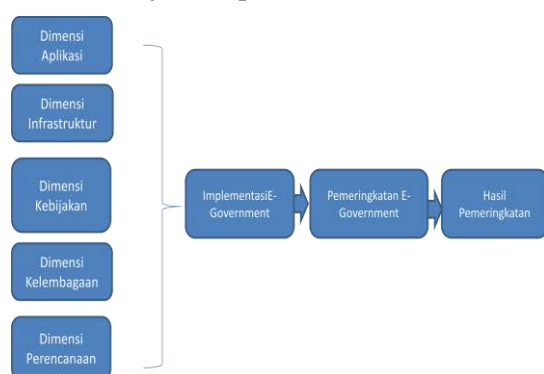 Dimensi
Aplikasi
Dimensi
Infrastruktur
Dimensi
Kebijakan
Dimensi
Kelembagaan
Dimensi
Perencanaan
ImplementasiE-
Government
Pemeringkatan E-
Government
Hasil
Pemeringkatan